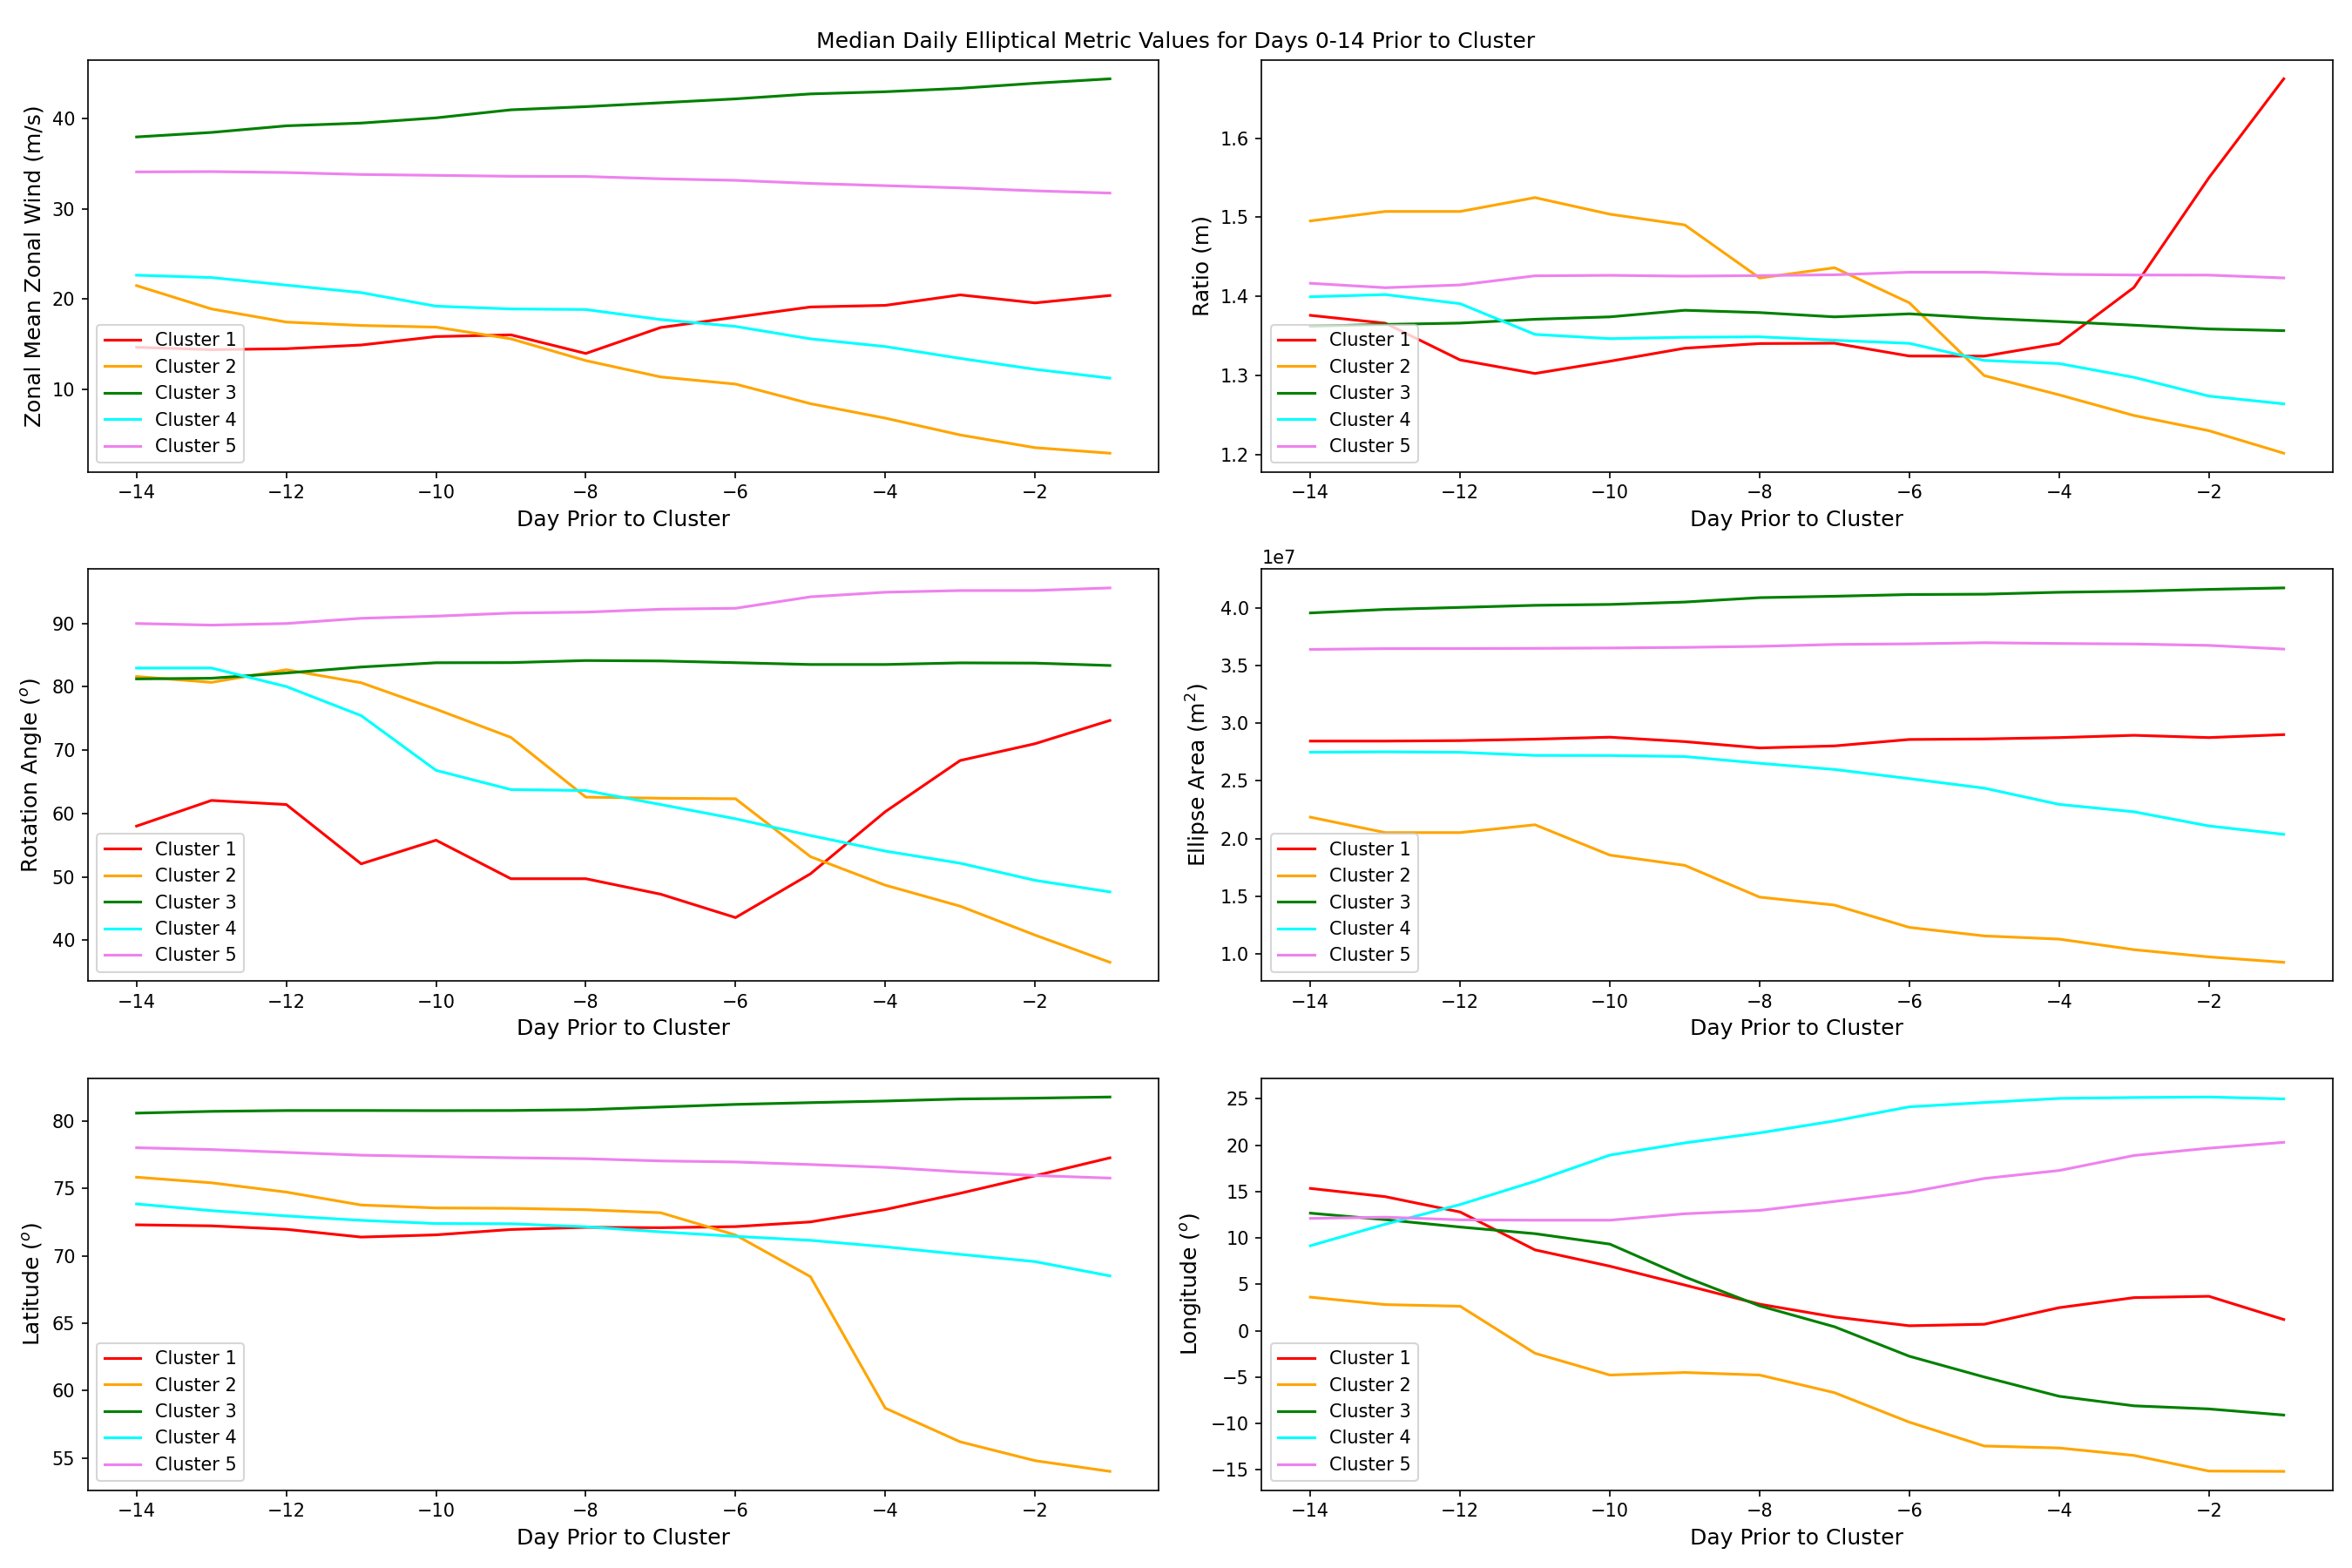 Median Daily Elliptical Metric Values for Days 0-14 Prior to Cluster
Zonal Mean Zonal Wind (m/s)
40
30
20
10
Cluster 1
Cluster 2
Cluster 3
Cluster 4
Cluster 5
−14 −12 −10 −8 −6 −4 −2
Day Prior to Cluster
Ratio (m)
1.6
1.5
1.4
1.3
1.2
Cluster 1
Cluster 2
Cluster 3
Cluster 4
Cluster 5
−14 −12 −10 −8 −6 −4 −2
Day Prior to Cluster
Rotation Angle (°)
90
80
70
60
50
40
Cluster 1
Cluster 2
Cluster 3
Cluster 4
Cluster 5
−14 −12 −10 −8 −6 −4 −2
Day Prior to Cluster
1e7
Ellipse Area (m²)
4.0
3.5
3.0
2.5
2.0
1.5
1.0
Cluster 1
Cluster 2
Cluster 3
Cluster 4
Cluster 5
−14 −12 −10 −8 −6 −4 −2
Day Prior to Cluster
Latitude (°)
80
75
70
65
60
55
Cluster 1
Cluster 2
Cluster 3
Cluster 4
Cluster 5
−14 −12 −10 −8 −6 −4 −2
Day Prior to Cluster
Longitude (°)
25
20
15
10
5
0
−5
−10
−15
Cluster 1
Cluster 2
Cluster 3
Cluster 4
Cluster 5
−14 −12 −10 −8 −6 −4 −2
Day Prior to Cluster